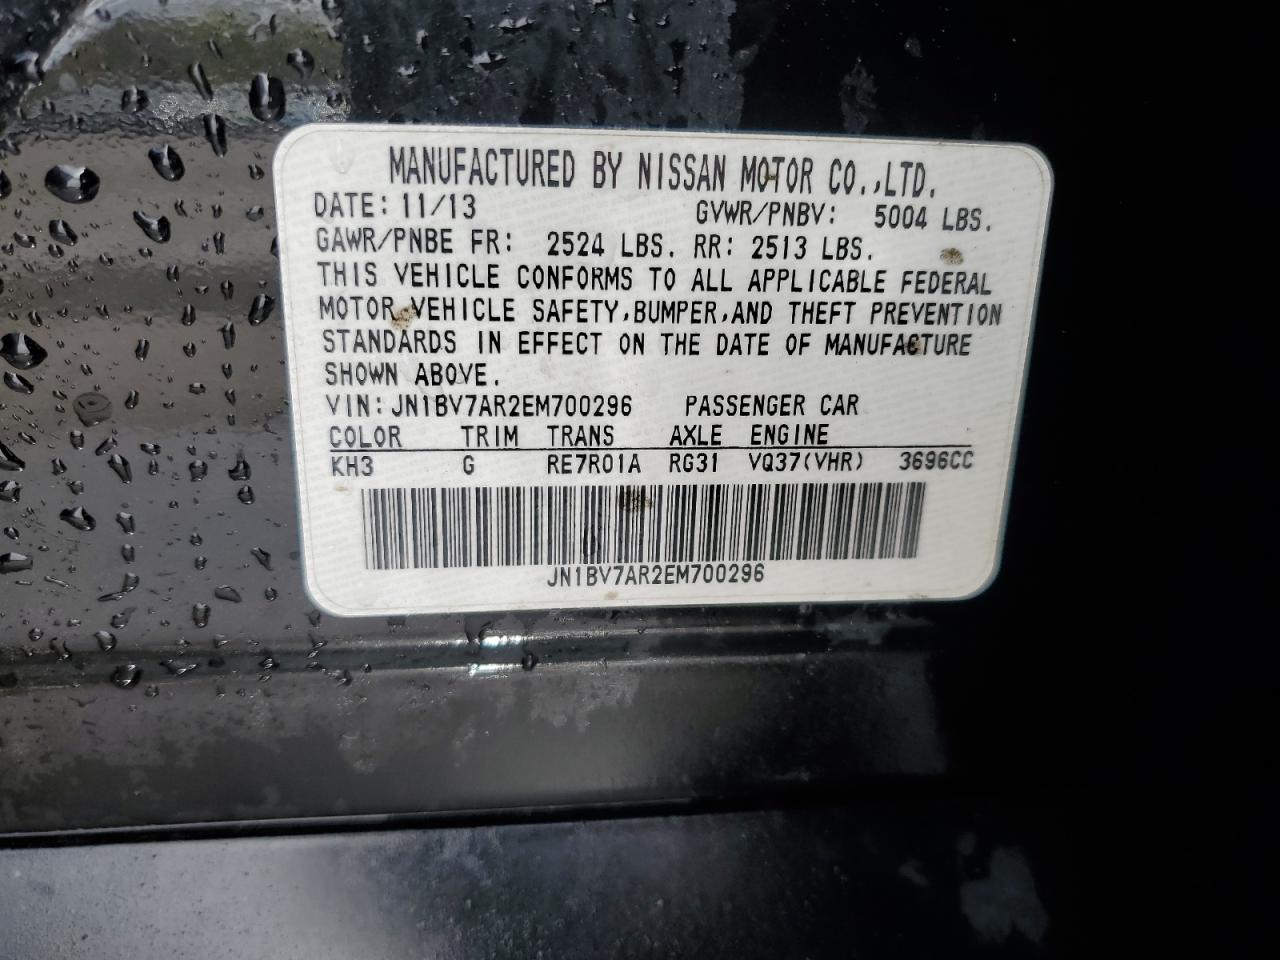 MANUFACTURED BY NISSAN MOTOR CO.,LTD.
DATE: 11/13 GVWR/PNBV: 5004 LBS.
GAWR/PNBE FR: 2524 LBS. RR: 2513 LBS.
THIS VEHICLE CONFORMS TO ALL APPLICABLE FEDERAL
MOTOR VEHICLE SAFETY,BUMPER,AND THEFT PREVENTION
STANDARDS IN EFFECT ON THE DATE OF MANUFACTURE
SHOWN ABOVE.
VIN:JN1BV7AR2EM700296 PASSENGER CAR
COLOR TRIM TRANS AXLE ENGINE
KH3 G RE7R01A RG31 VQ37(VHR) 3696CC
JN1BV7AR2EM700296